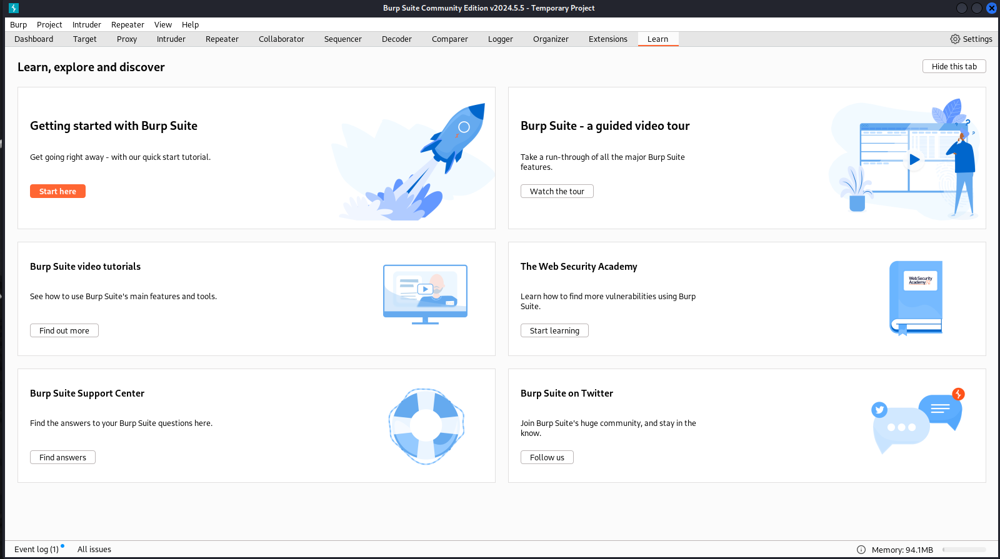 Burp Suite Community Edition v2024.5.5 - Temporary Project
Burp Project Intruder Repeater View Help
Dashboard Target Proxy Intruder Repeater Collaborator Sequencer Decoder Comparer Logger Organizer Extensions Learn Settings
Learn, explore and discover
Hide this tab
Getting started with Burp Suite
Get going right away - with our quick start tutorial.
Start here
Burp Suite - a guided video tour
Take a run-through of all the major Burp Suite
features.
Watch the tour
Burp Suite video tutorials
See how to use Burp Suite's main features and tools.
Find out more
The Web Security Academy
Learn how to find more vulnerabilities using Burp
Suite.
Start learning
Web Security
Academy
Burp Suite Support Center
Find the answers to your Burp Suite questions here.
Find answers
Burp Suite on Twitter
Join Burp Suite's huge community, and stay in the
know.
Follow us
Event log (1) All issues
Memory: 94.1MB